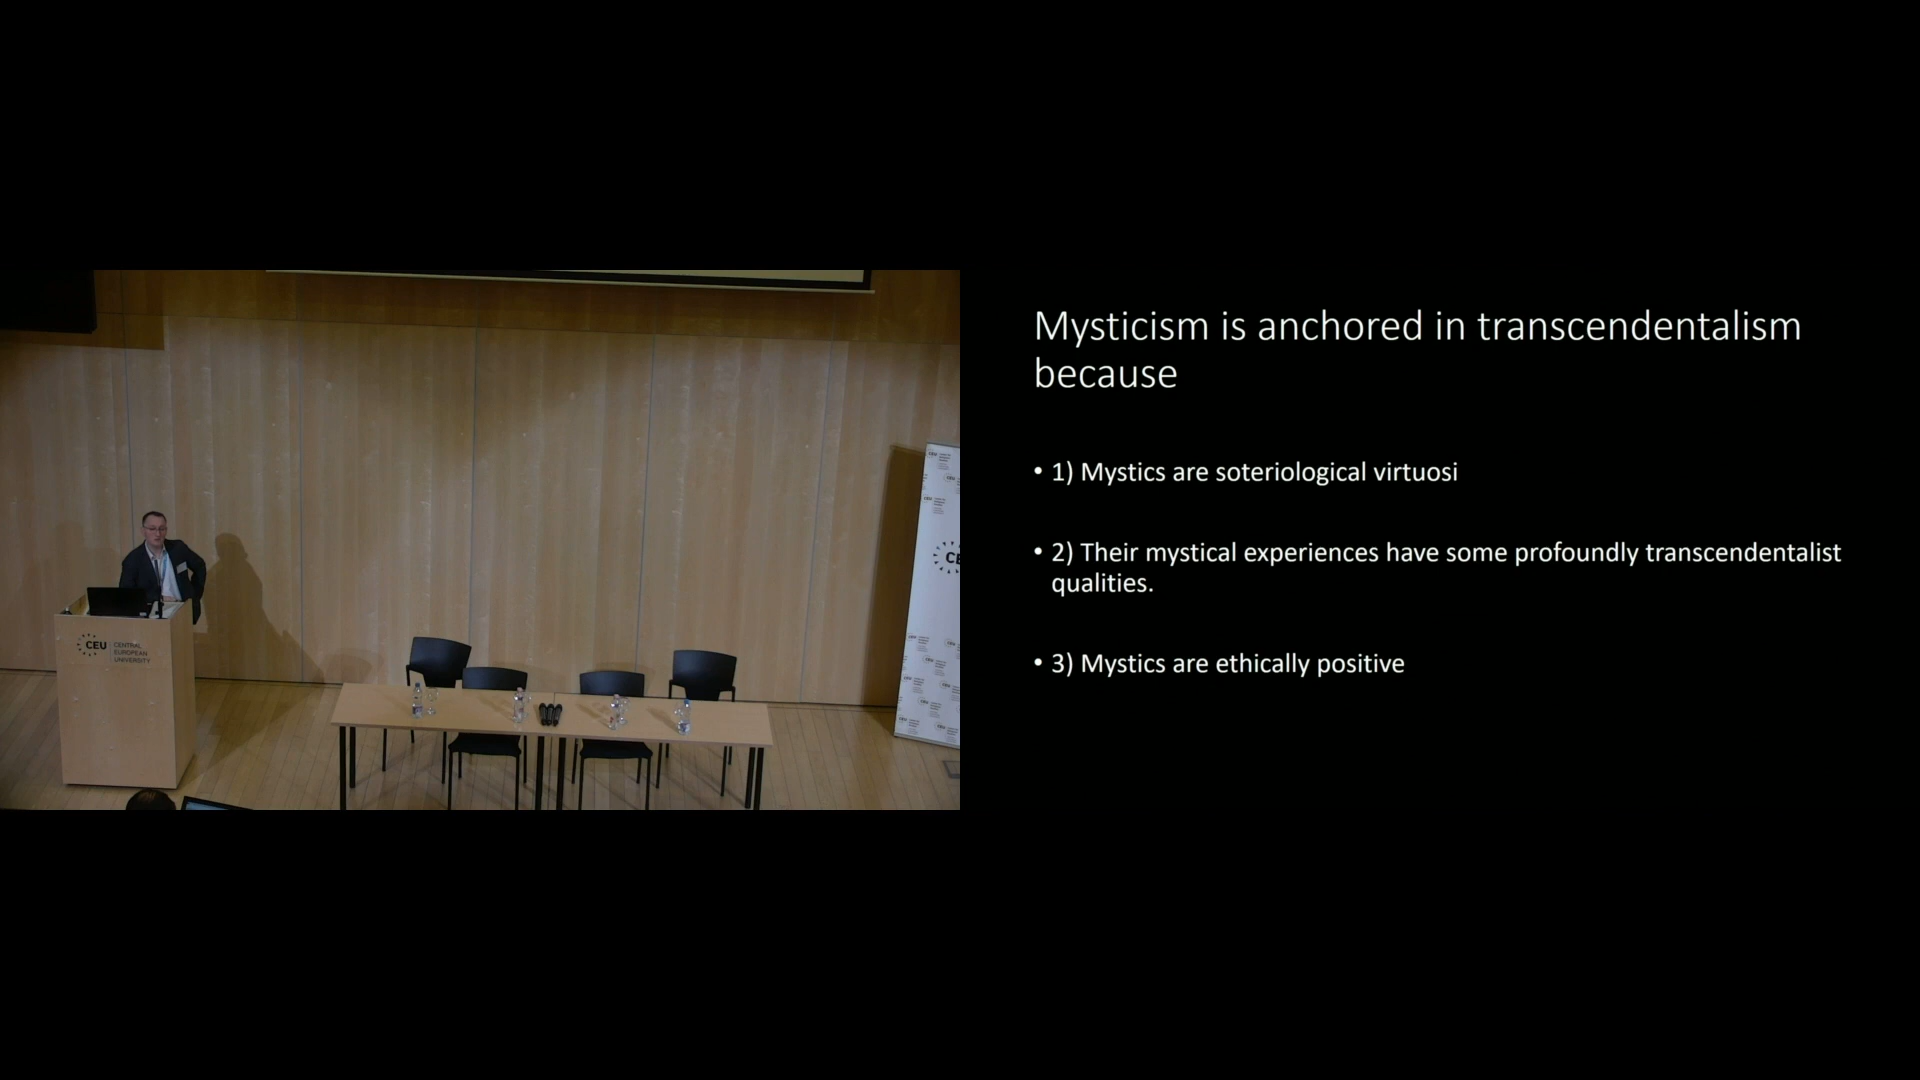 Mysticism is anchored in transcendentalism
because
• 1) Mystics are soteriological virtuosi
• 2) Their mystical experiences have some profoundly transcendentalist
qualities.
• 3) Mystics are ethically positive
CEU
CENTRAL
EUROPEAN
UNIVERSITY
CE